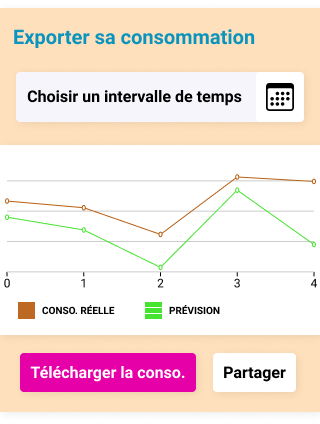 Exporter sa consommation
Choisir un intervalle de temps
0 1 2 3 4
CONSO. RÉELLE PRÉVISION
Télécharger la conso. Partager